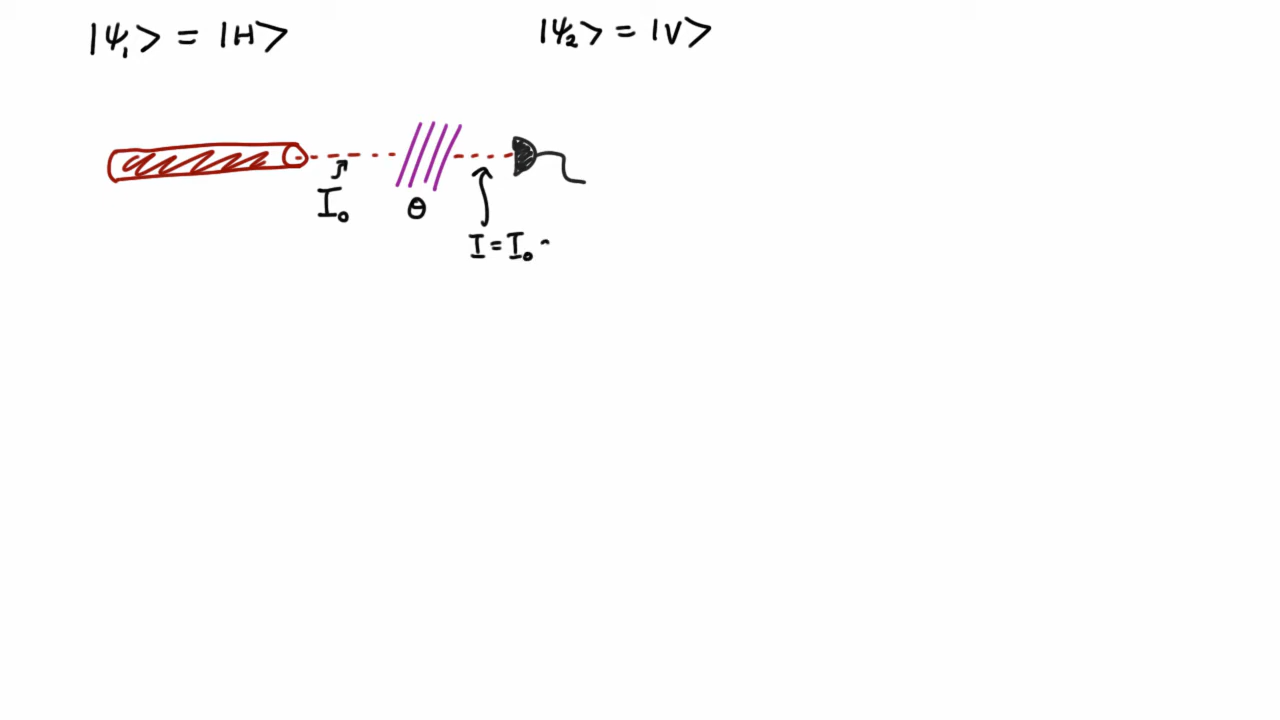 |ψ₁> = |H>
|ψ₂> = |V>
I₀
θ
I = I₀